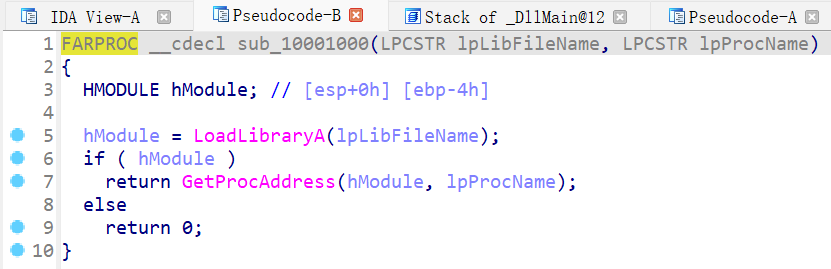 IDA View-A Pseudocode-B Stack of _DllMain@12 Pseudocode-A
1 FARPROC __cdecl sub_10001000(LPCSTR lpLibFileName, LPCSTR lpProcName)
2 {
3 HMODULE hModule; // [esp+0h] [ebp-4h]
4
5 hModule = LoadLibraryA(lpLibFileName);
6 if ( hModule )
7 return GetProcAddress(hModule, lpProcName);
8 else
9 return 0;
10 }